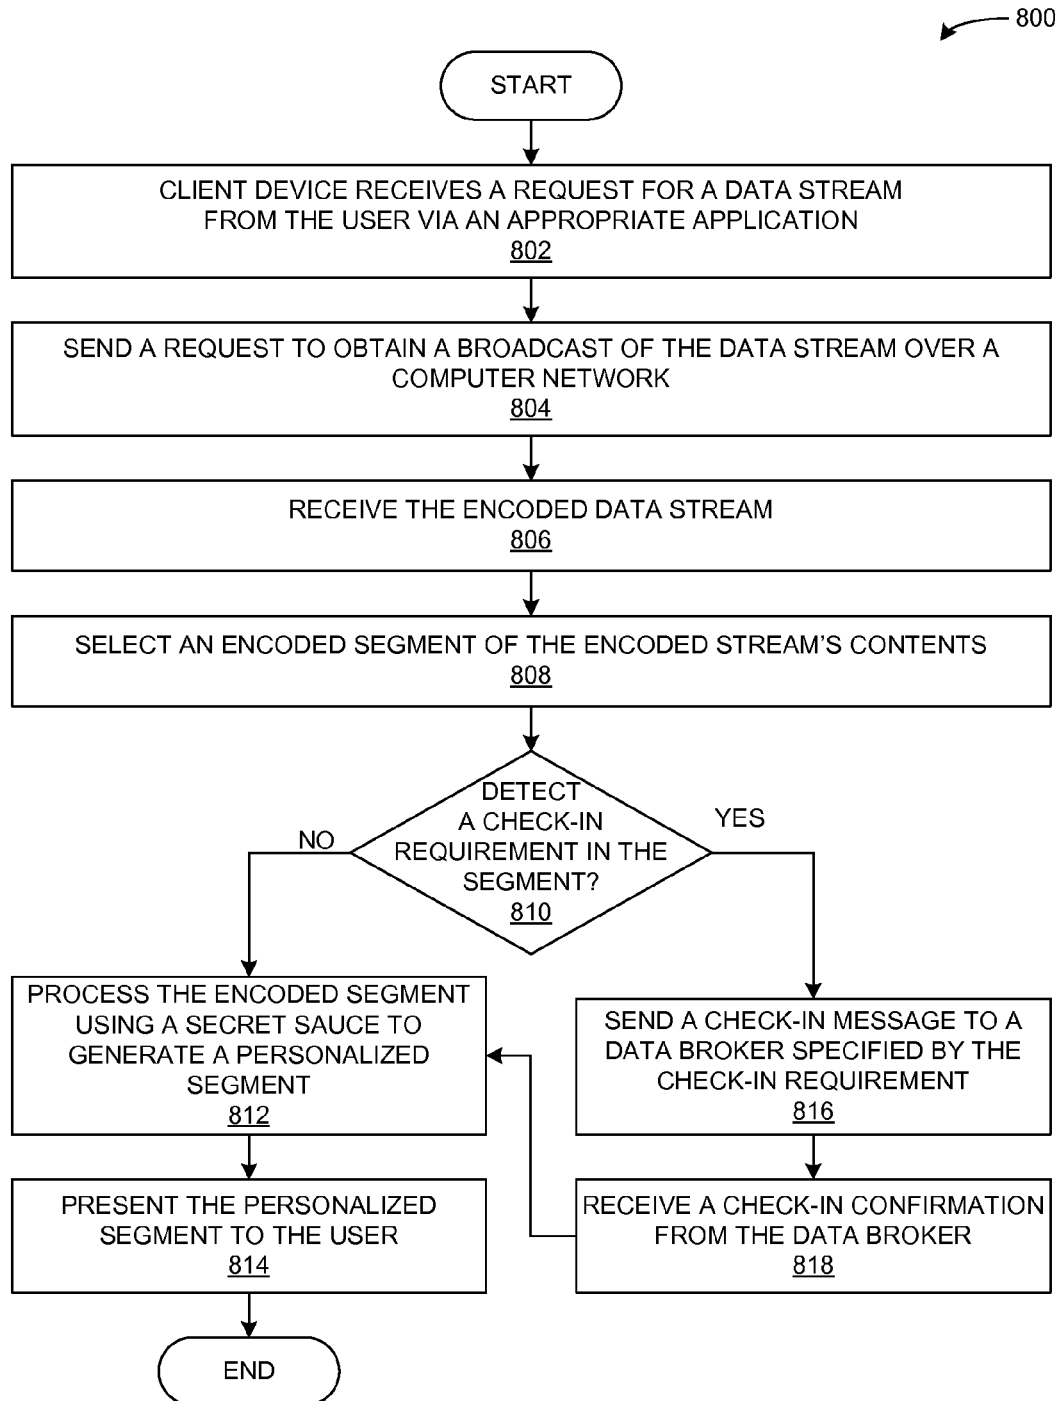 800
START
CLIENT DEVICE RECEIVES A REQUEST FOR A DATA STREAM
FROM THE USER VIA AN APPROPRIATE APPLICATION
802
SEND A REQUEST TO OBTAIN A BROADCAST OF THE DATA STREAM OVER A
COMPUTER NETWORK
804
RECEIVE THE ENCODED DATA STREAM
806
SELECT AN ENCODED SEGMENT OF THE ENCODED STREAM'S CONTENTS
808
DETECT
A CHECK-IN
REQUIREMENT IN THE
SEGMENT?
810
NO
YES
PROCESS THE ENCODED SEGMENT
USING A SECRET SAUCE TO
GENERATE A PERSONALIZED
SEGMENT
812
SEND A CHECK-IN MESSAGE TO A
DATA BROKER SPECIFIED BY THE
CHECK-IN REQUIREMENT
816
PRESENT THE PERSONALIZED
SEGMENT TO THE USER
814
RECEIVE A CHECK-IN CONFIRMATION
FROM THE DATA BROKER
818
END